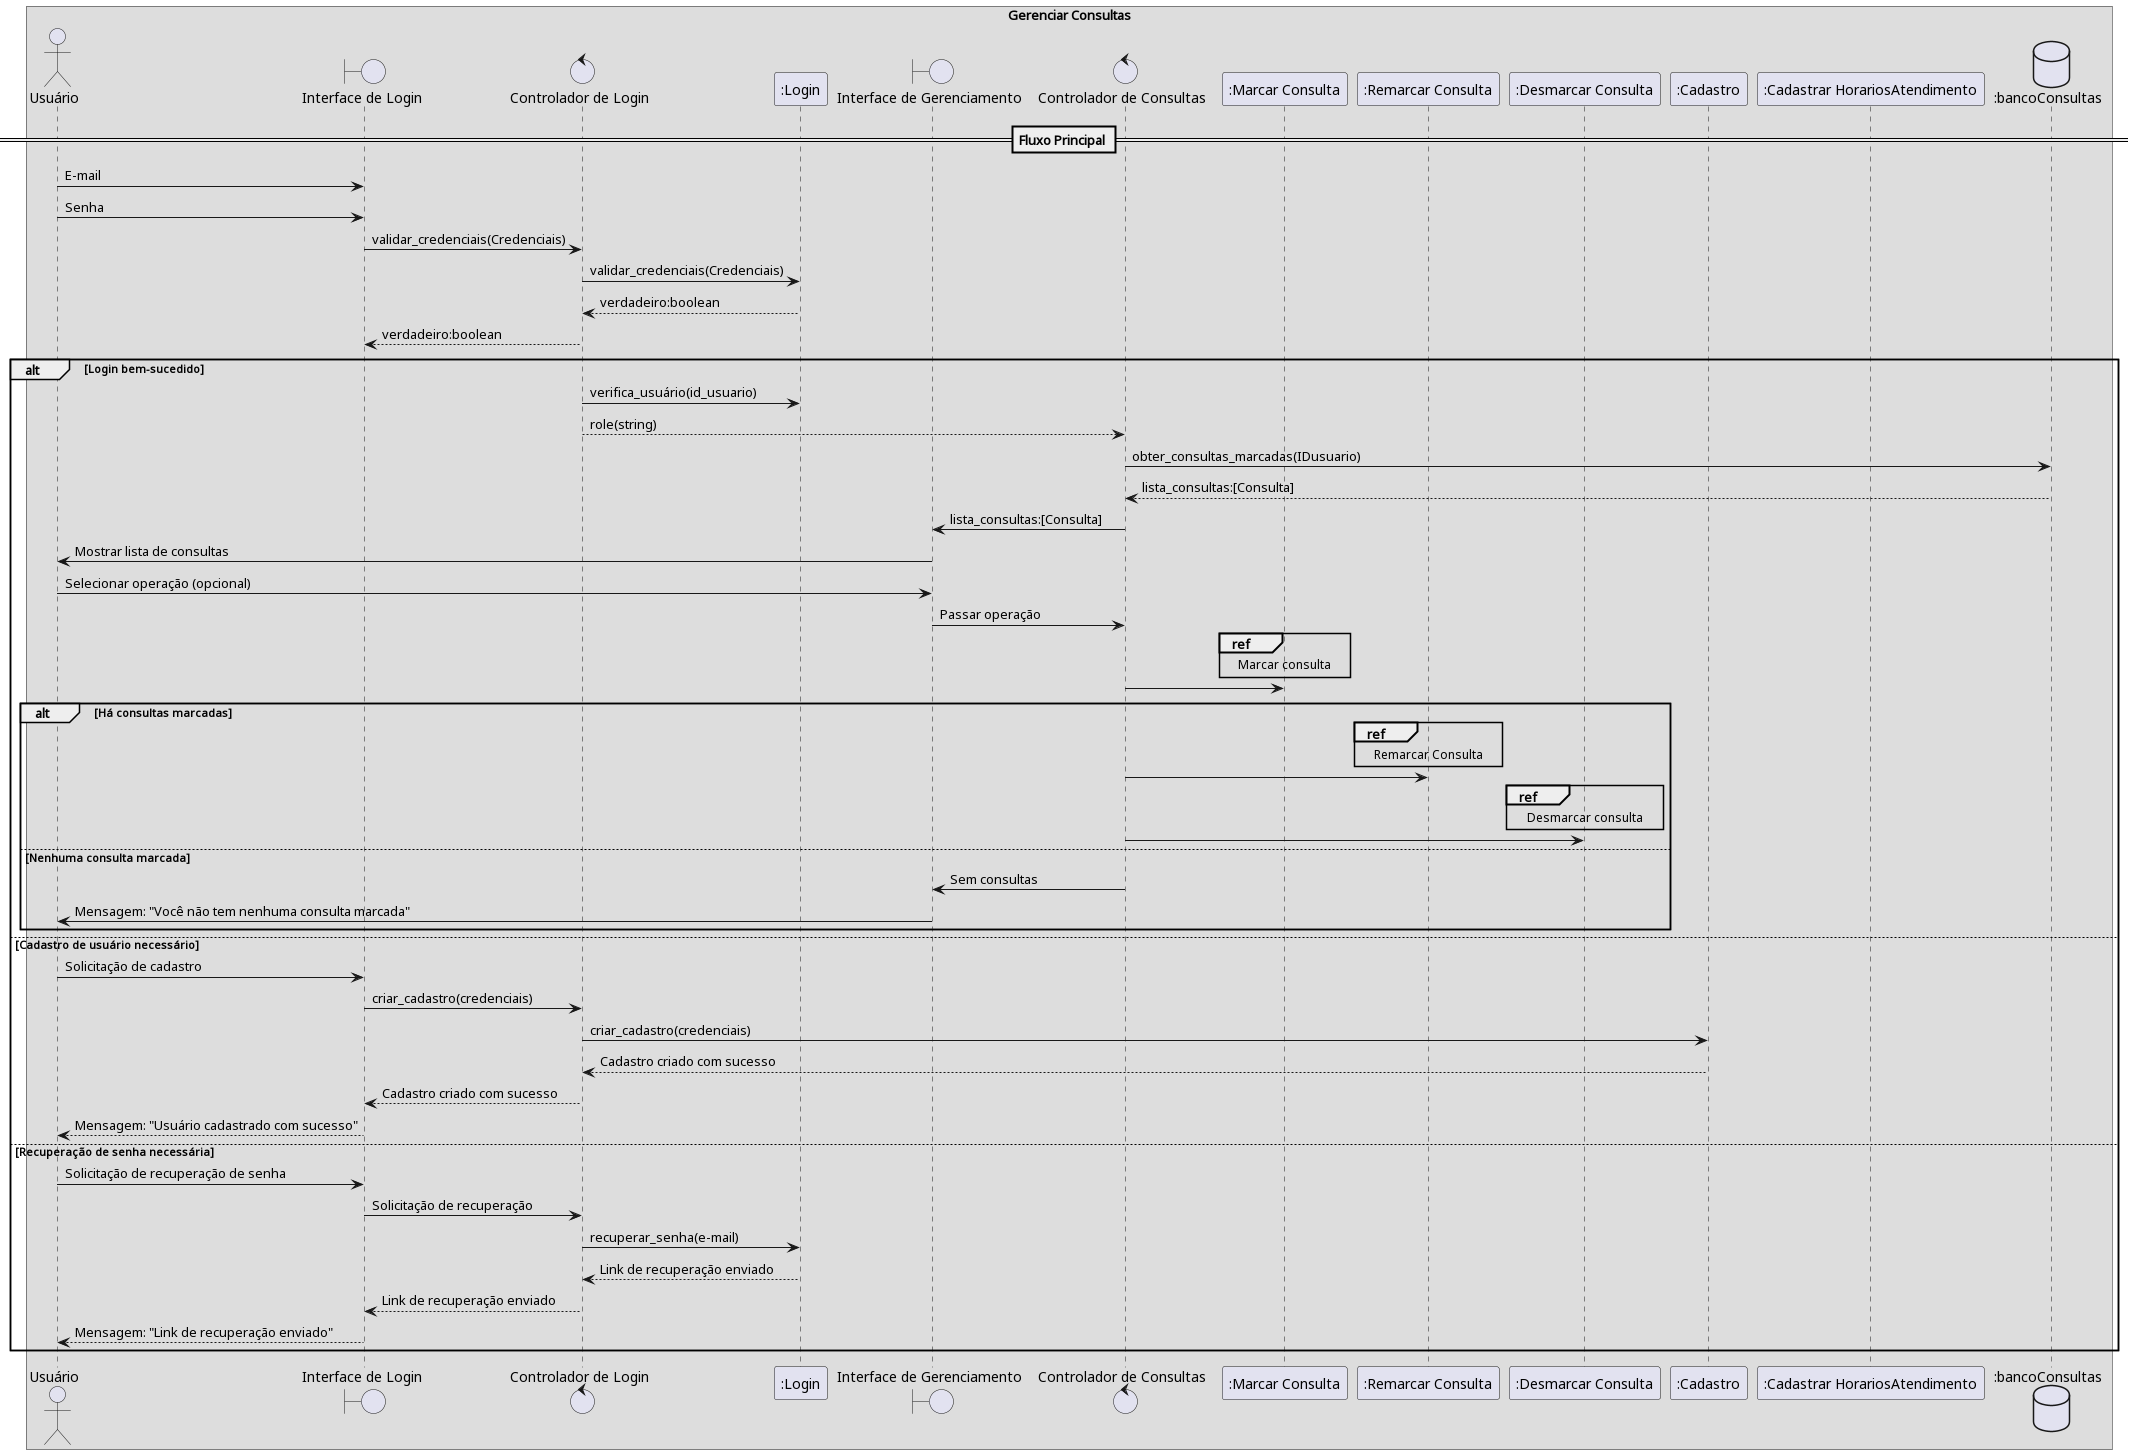 Gerenciar Consultas
Usuário
Interface de Login
Controlador de Login
:Login
Interface de Gerenciamento
Controlador de Consultas
:Marcar Consulta
:Remarcar Consulta
:Desmarcar Consulta
:Cadastro
:Cadastrar HorariosAtendimento
:bancoConsultas
Fluxo Principal
E-mail
Senha
validar_credenciais(Credenciais)
validar_credenciais(Credenciais)
verdadeiro:boolean
verdadeiro:boolean
alt
[Login bem-sucedido]
verifica_usuário(id_usuario)
role(string)
obter_consultas_marcadas(IDusuario)
lista_consultas:[Consulta]
lista_consultas:[Consulta]
Mostrar lista de consultas
Selecionar operação (opcional)
Passar operação
ref
Marcar consulta
alt
[Há consultas marcadas]
ref
Remarcar Consulta
ref
Desmarcar consulta
[Nenhuma consulta marcada]
Sem consultas
Mensagem: "Você não tem nenhuma consulta marcada"
[Cadastro de usuário necessário]
Solicitação de cadastro
criar_cadastro(credenciais)
criar_cadastro(credenciais)
Cadastro criado com sucesso
Cadastro criado com sucesso
Mensagem: "Usuário cadastrado com sucesso"
[Recuperação de senha necessária]
Solicitação de recuperação de senha
Solicitação de recuperação
recuperar_senha(e-mail)
Link de recuperação enviado
Link de recuperação enviado
Mensagem: "Link de recuperação enviado"
Usuário
Interface de Login
Controlador de Login
:Login
Interface de Gerenciamento
Controlador de Consultas
:Marcar Consulta
:Remarcar Consulta
:Desmarcar Consulta
:Cadastro
:Cadastrar HorariosAtendimento
:bancoConsultas